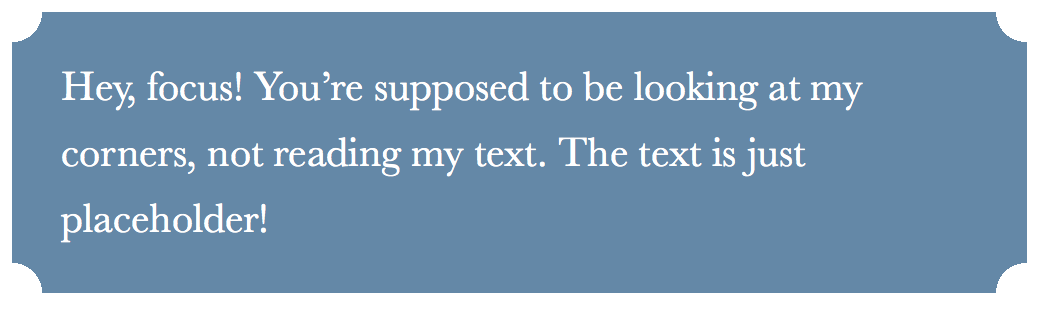 Hey, focus! You’re supposed to be looking at my
corners, not reading my text. The text is just
placeholder!